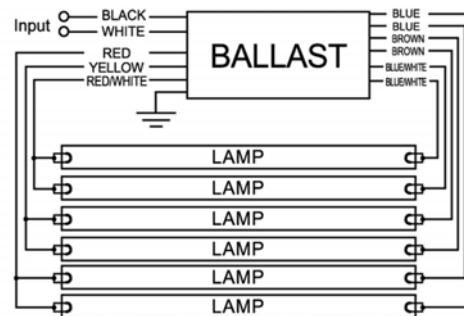 Input
BLACK
WHITE
RED
YELLOW
RED/WHITE
BALLAST
BLUE
BLUE
BROWN
BROWN
BLUE/WHITE
BLUE/WHITE
LAMP
LAMP
LAMP
LAMP
LAMP
LAMP